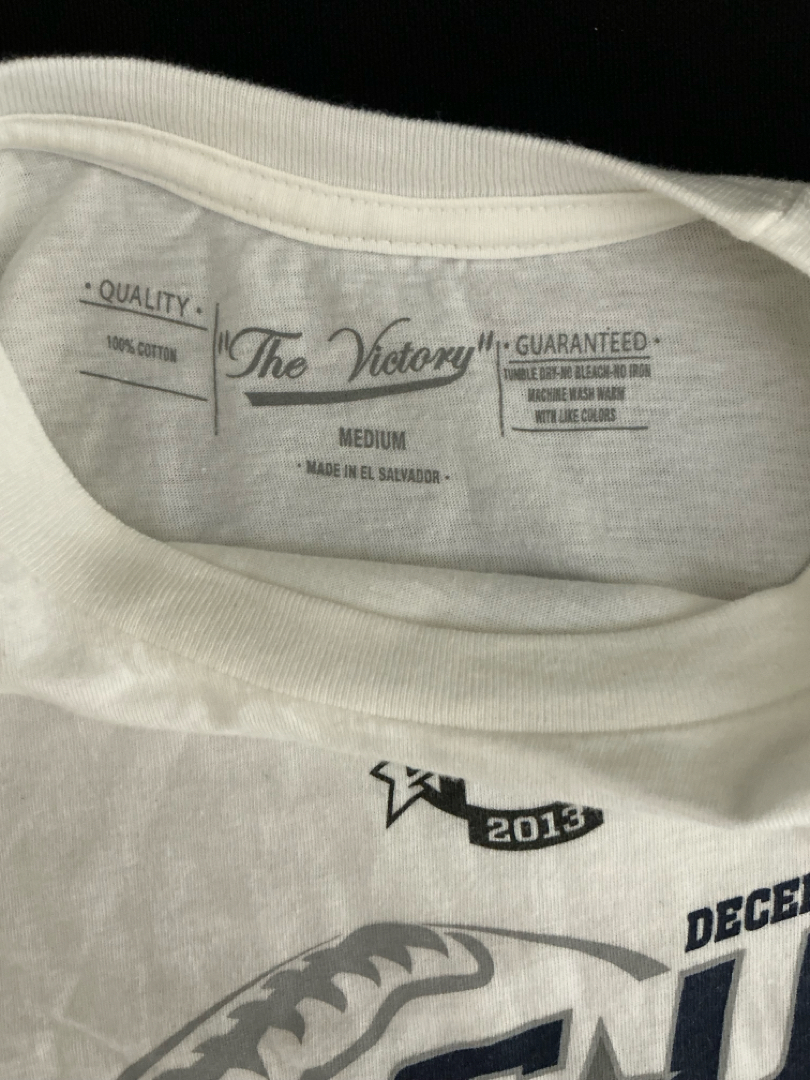 • QUALITY •
100% COTTON
"The Victory"
MEDIUM
• MADE IN EL SALVADOR •
• GUARANTEED •
TUMBLE DRY-NO BLEACH-NO IRON
MACHINE WASH WARM
WITH LIKE COLORS
2013